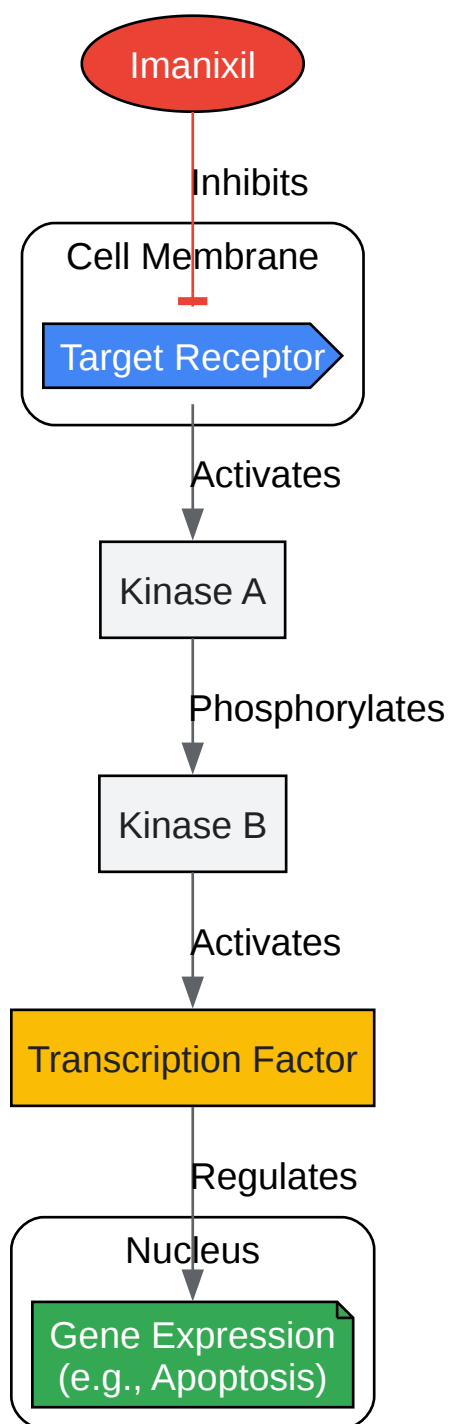 Imanixil
Inhibits
Cell Membrane
Target Receptor
Activates
Kinase A
Phosphorylates
Kinase B
Activates
Transcription Factor
Regulates
Nucleus
Gene Expression
(e.g., Apoptosis)